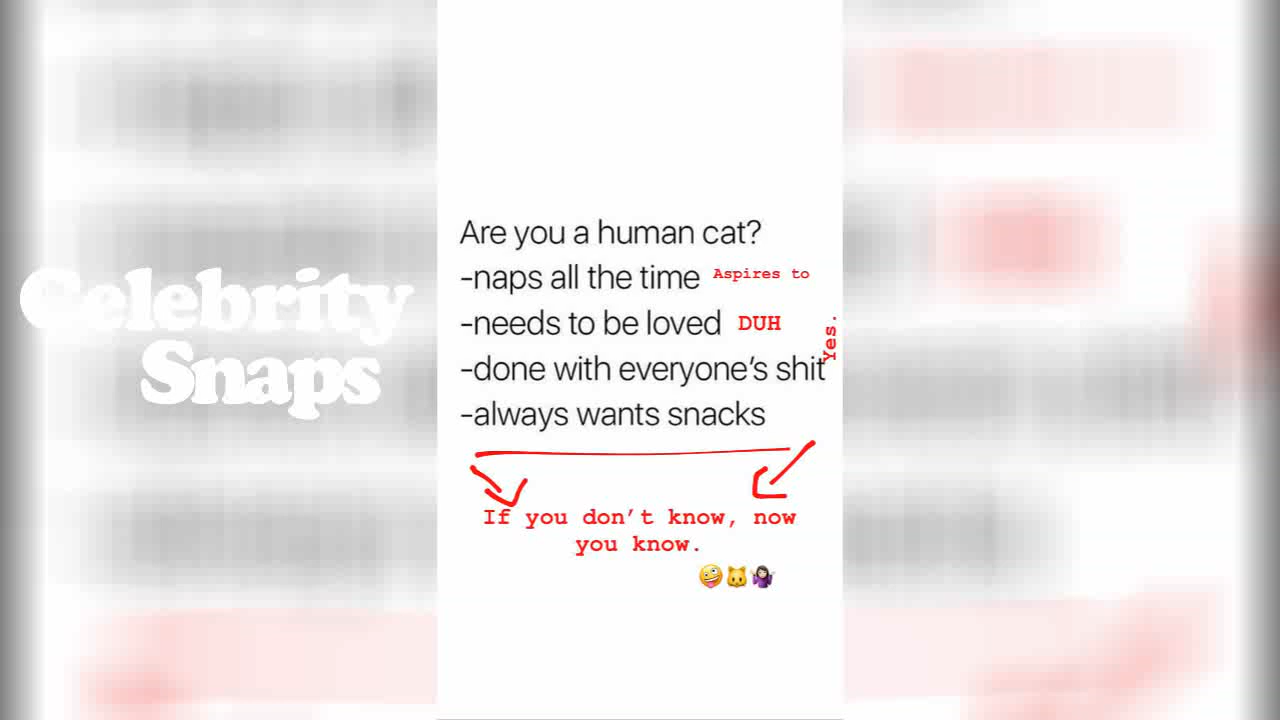 Celebrity
Snaps
Are you a human cat?
-naps all the time Aspires to
-needs to be loved DUH
-done with everyone’s shit Yes.
-always wants snacks
If you don’t know, now
you know.
🤪🐱🤷🏻‍♀️